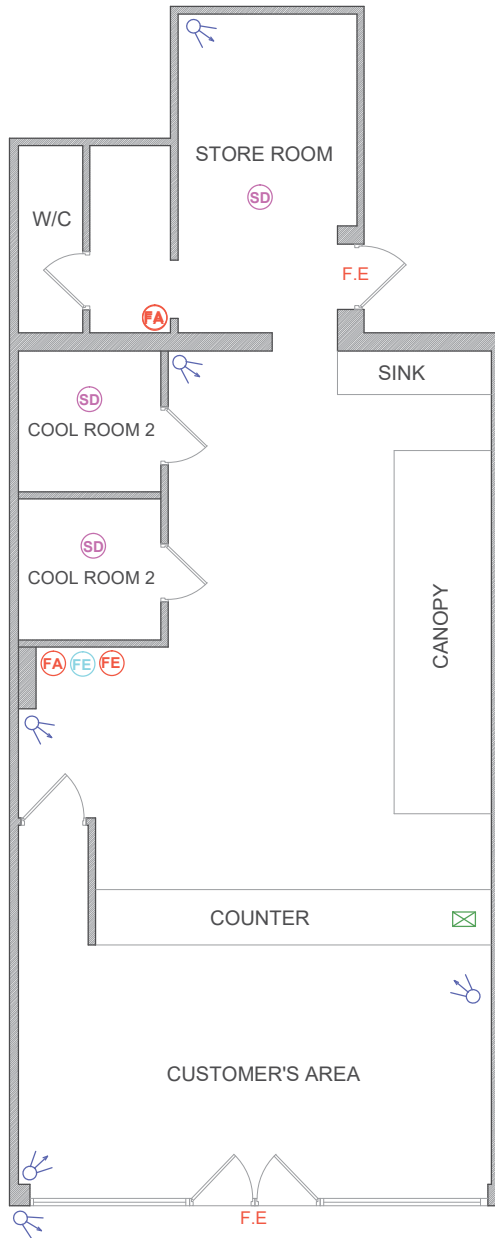 STORE ROOM
SD
W/C
F.E
FA
SINK
SD
COOL ROOM 2
SD
COOL ROOM 2
CANOPY
FA
FE
FE
COUNTER
CUSTOMER'S AREA
F.E